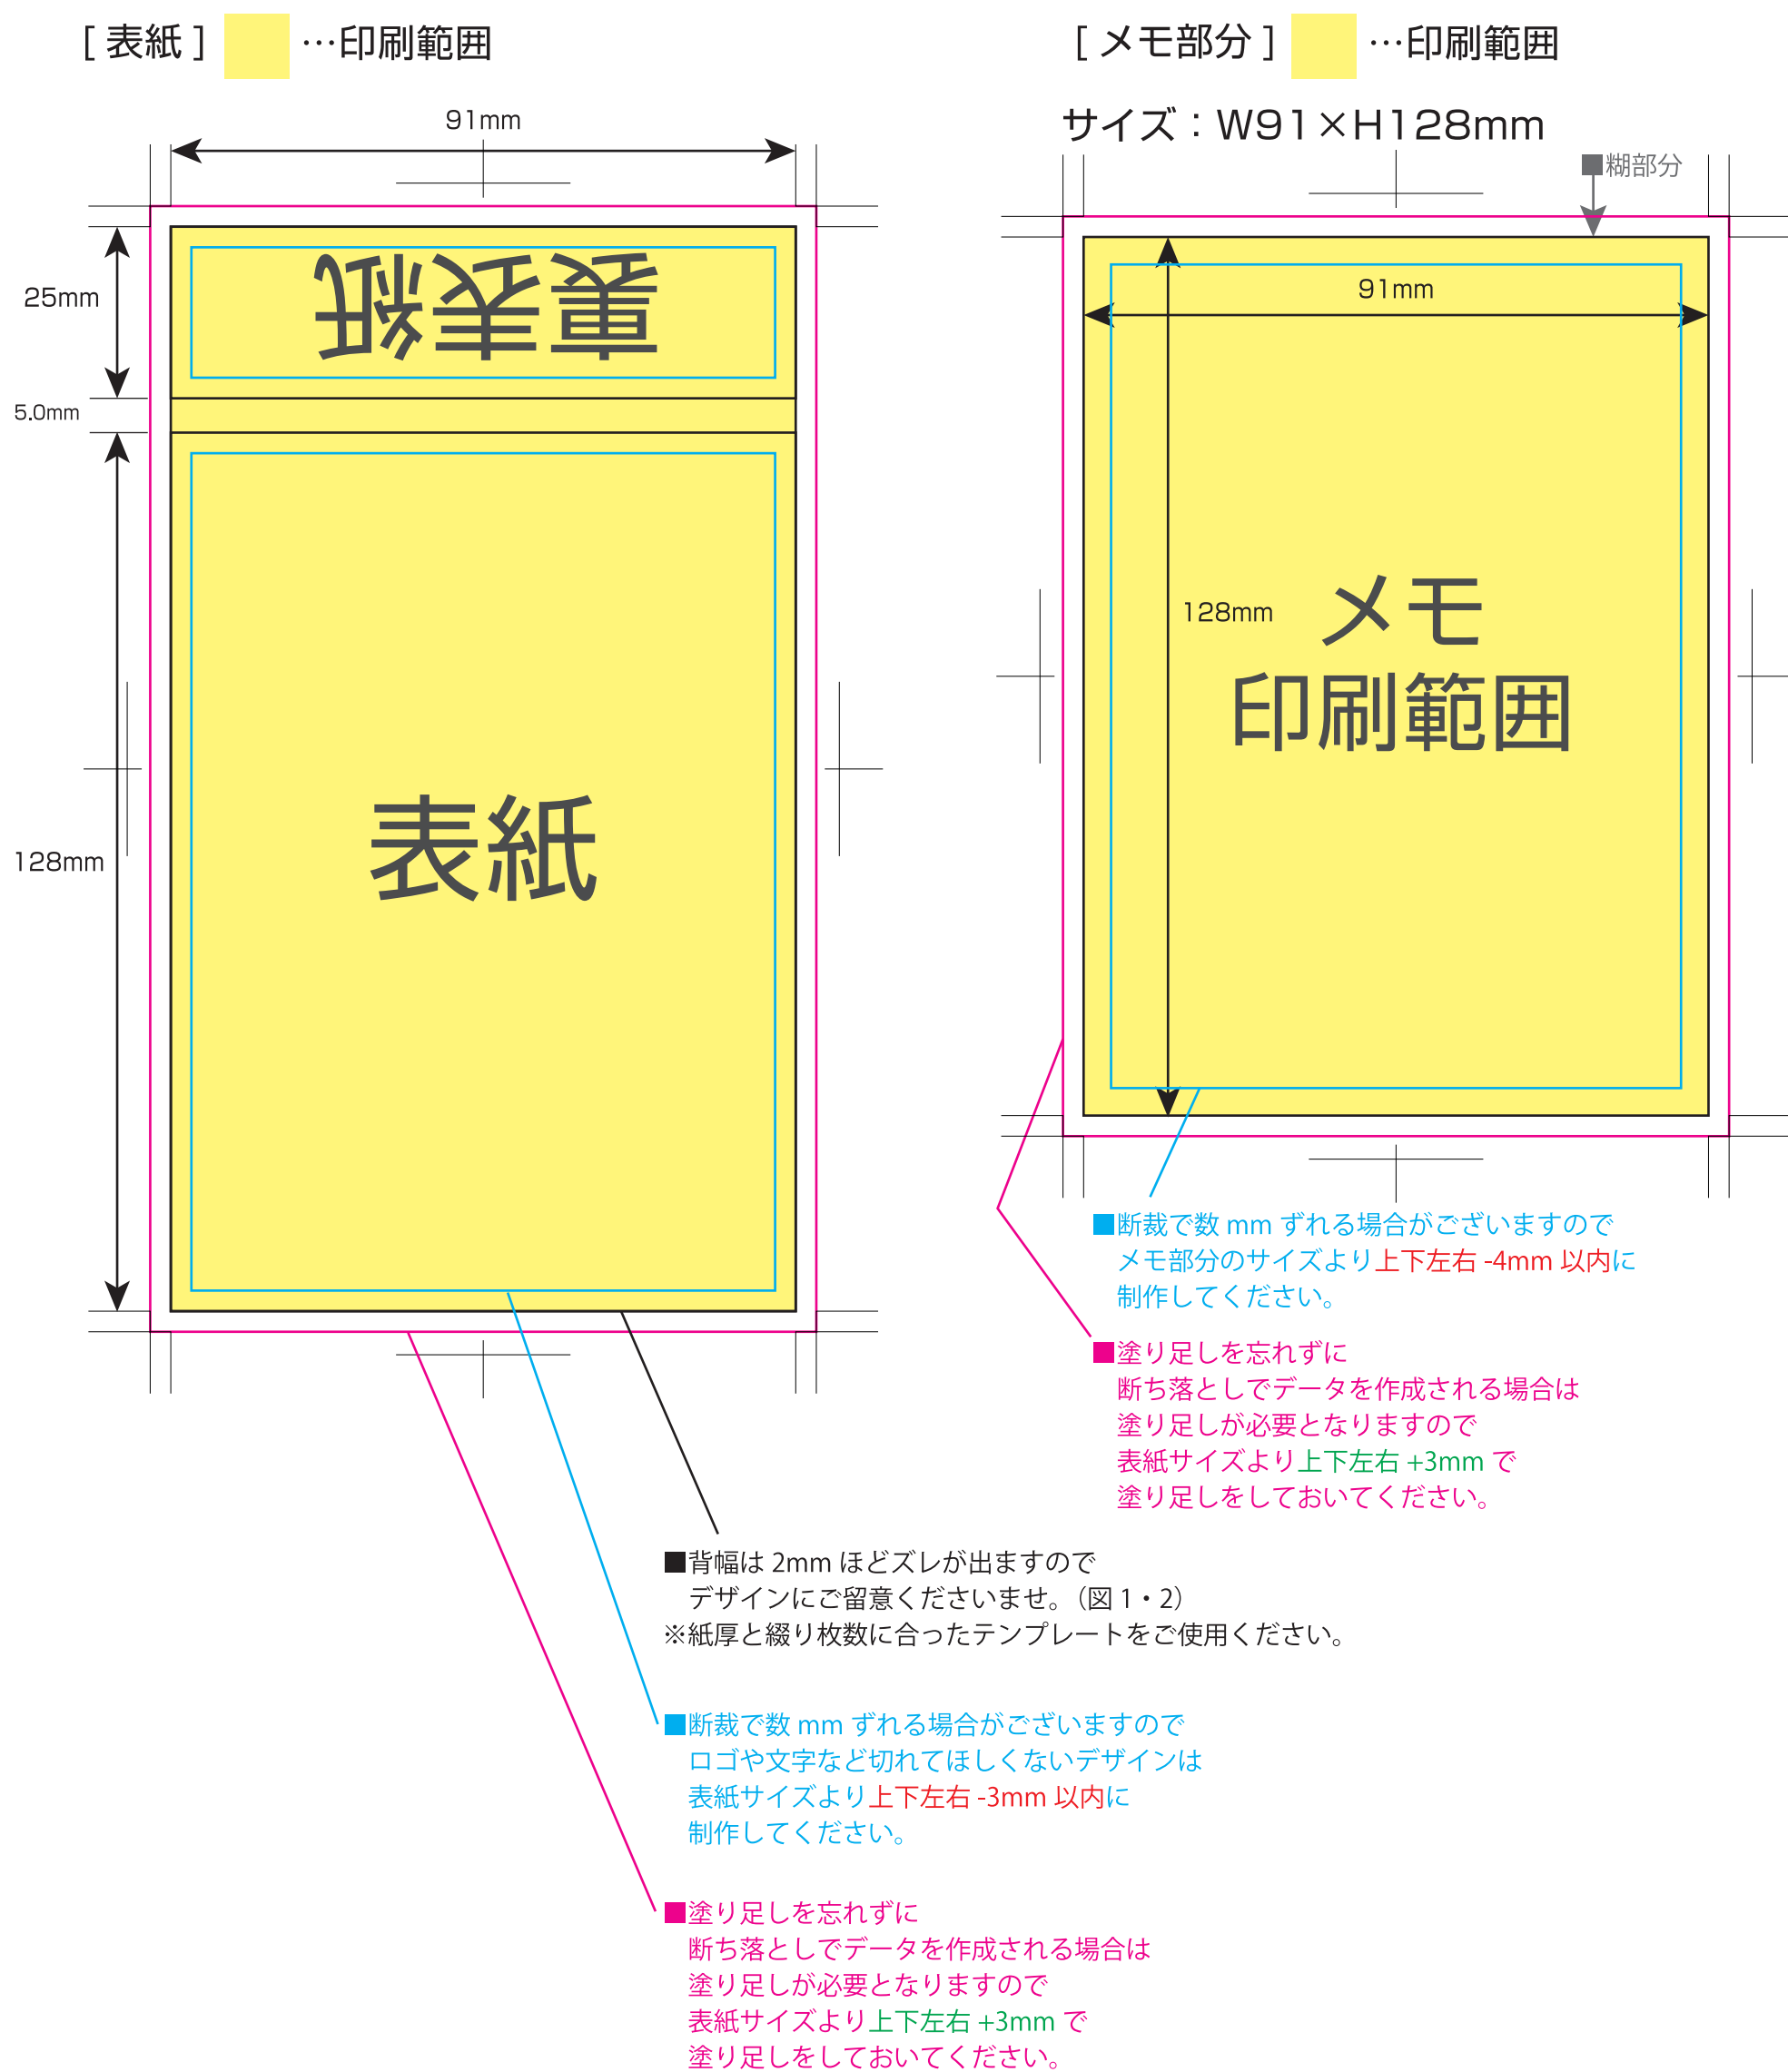 [ 表紙 ] …印刷範囲
91mm
25mm
裏表紙
5.0mm
128mm
表紙
[ メモ部分 ] …印刷範囲
サイズ：W91×H128mm
■糊部分
91mm
128mm
メモ
印刷範囲
■断裁で数 mm ずれる場合がございますので
メモ部分のサイズより上下左右 -4mm 以内に
制作してください。
■塗り足しを忘れずに
断ち落としでデータを作成される場合は
塗り足しが必要となりますので
表紙サイズより上下左右 +3mm で
塗り足しをしておいてください。
■背幅は 2mm ほどズレが出ますので
デザインにご留意くださいませ。（図 1・2）
※紙厚と綴り枚数に合ったテンプレートをご使用ください。
■断裁で数 mm ずれる場合がございますので
ロゴや文字など切れてほしくないデザインは
表紙サイズより上下左右 -3mm 以内に
制作してください。
■塗り足しを忘れずに
断ち落としでデータを作成される場合は
塗り足しが必要となりますので
表紙サイズより上下左右 +3mm で
塗り足しをしておいてください。